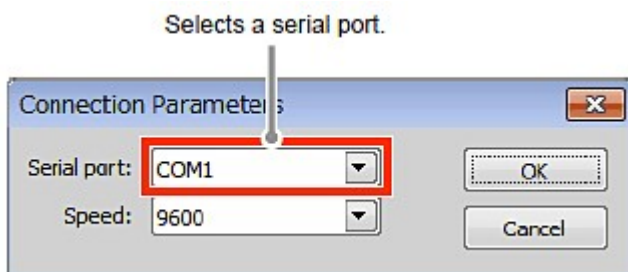 Selects a serial port.
Connection Parameters
Serial port: COM1
OK
Speed: 9600
Cancel